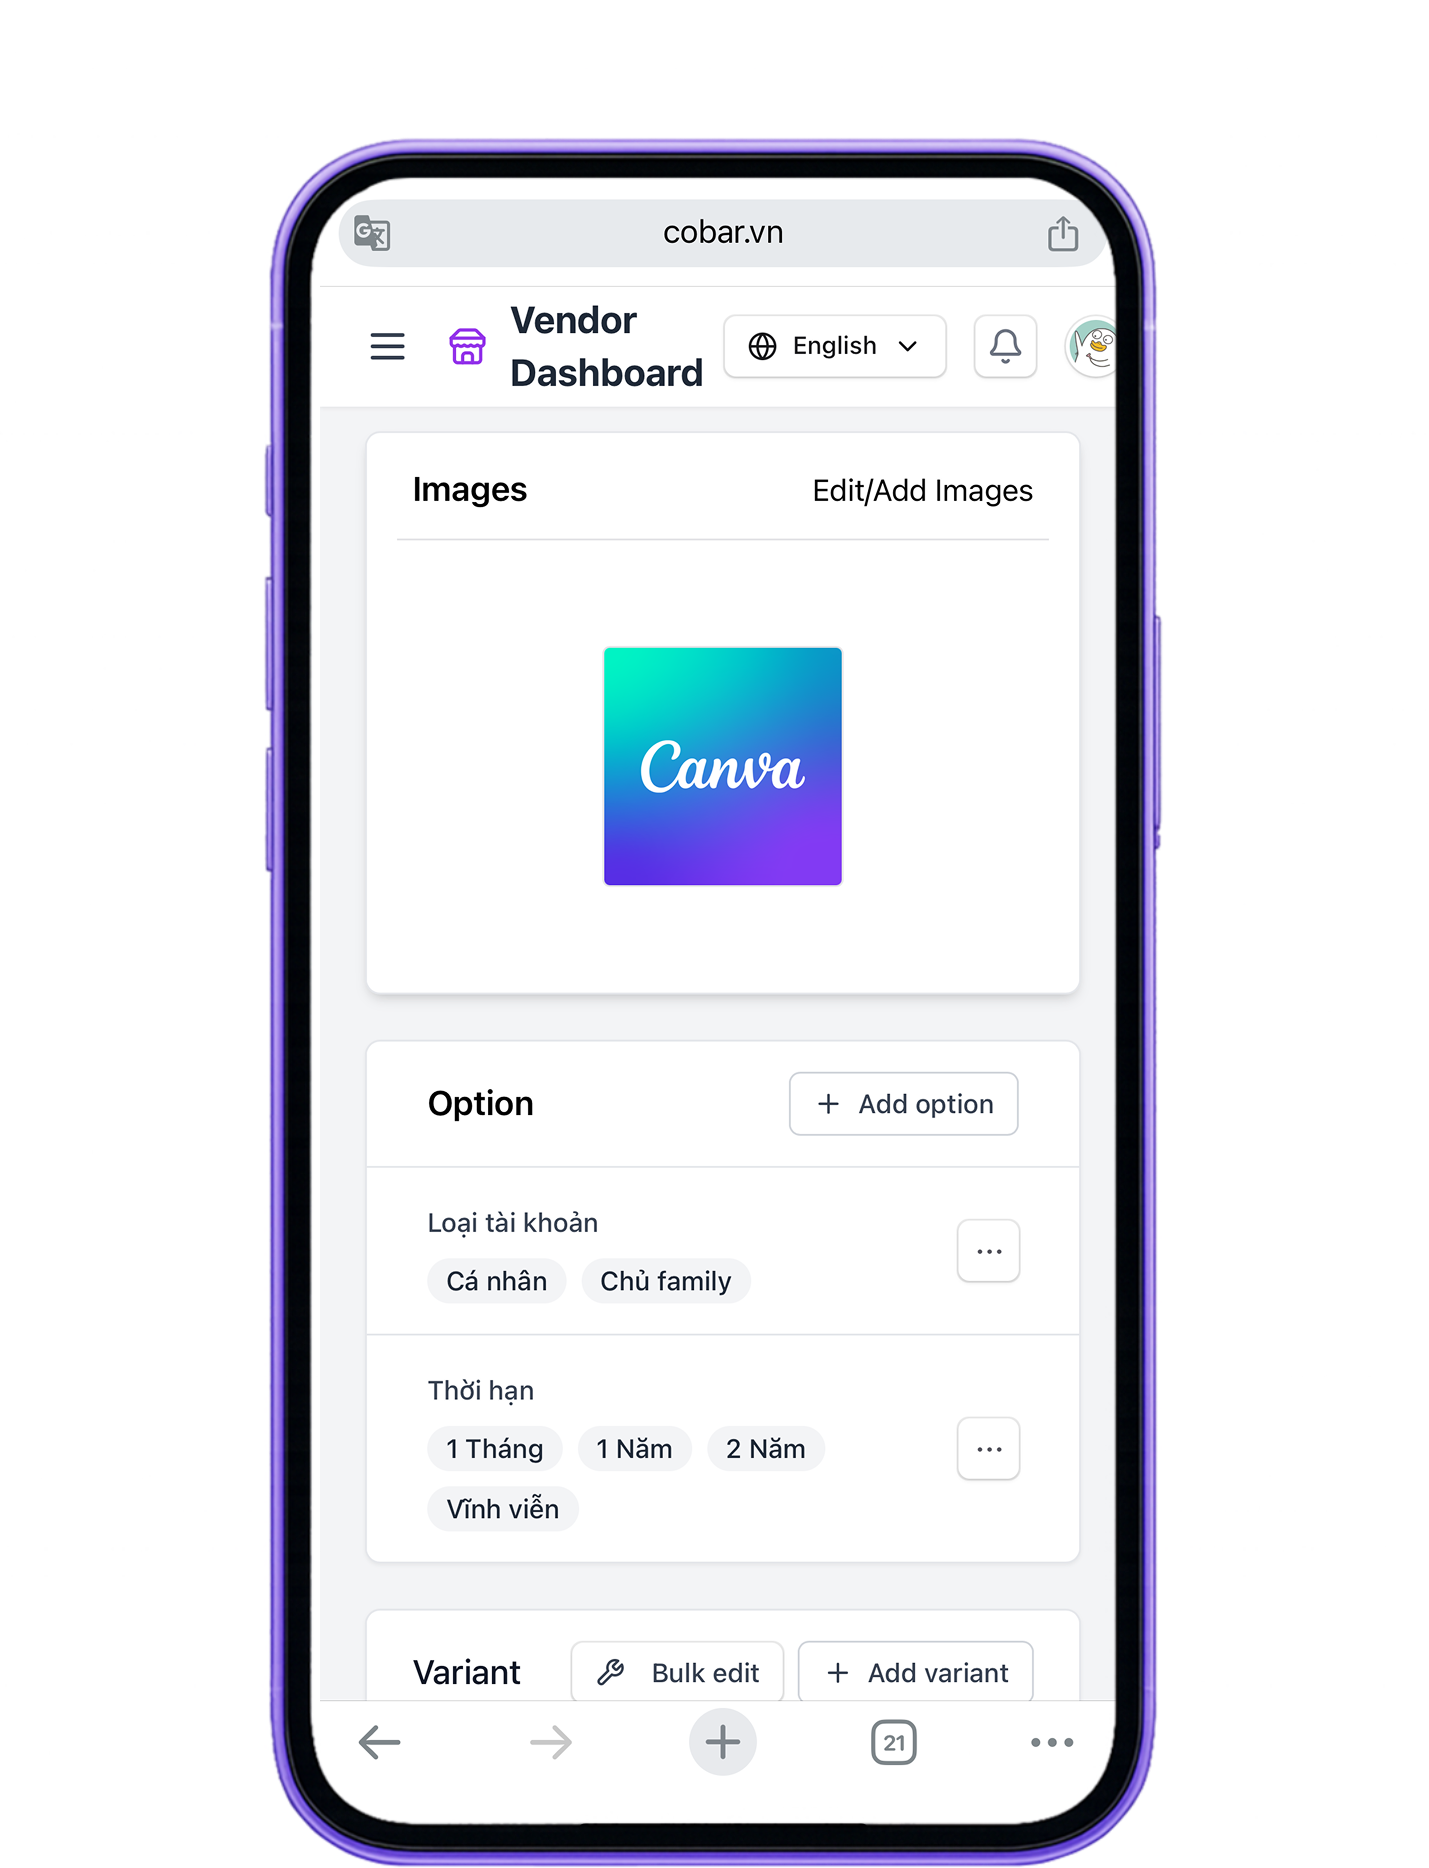 cobar.vn
Vendor
Dashboard
English
Images
Edit/Add Images
Canva
Option
+ Add option
Loại tài khoản
Cá nhân
Chủ family
Thời hạn
1 Tháng
1 Năm
2 Năm
Vĩnh viễn
Variant
Bulk edit
+ Add variant
21